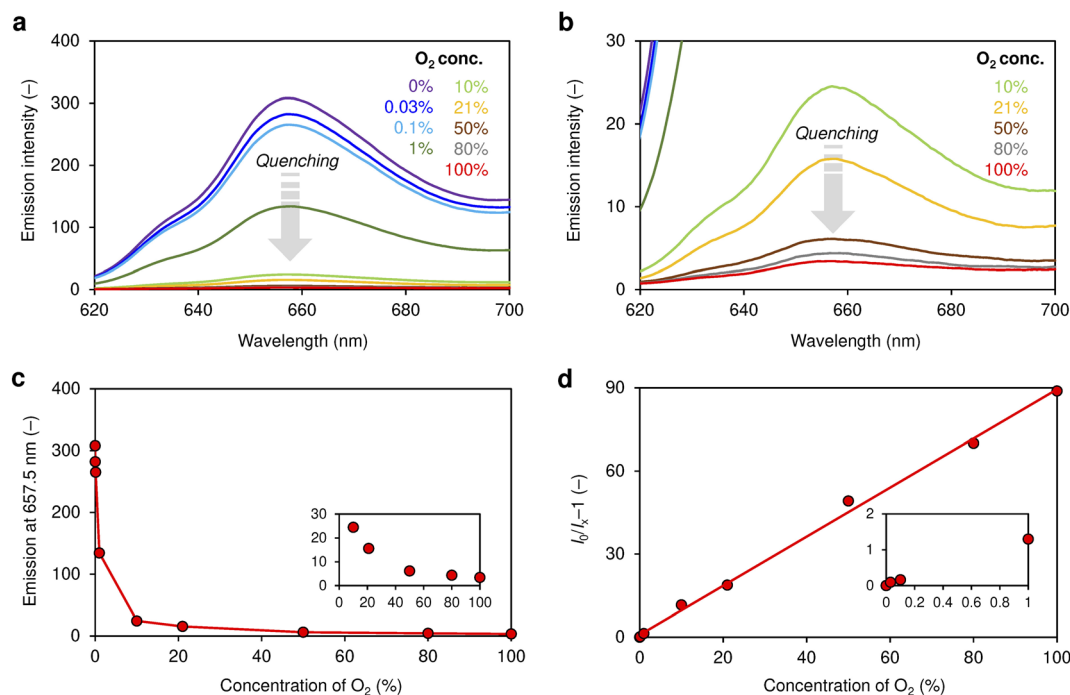 a
400
300
200
100
0
Emission intensity (–)
O2 conc.
0% 10%
0.03% 21%
0.1% 50%
1% 80%
100%
Quenching
620 640 660 680 700
Wavelength (nm)
b
30
20
10
0
Emission intensity (–)
O2 conc.
10%
21%
50%
80%
100%
Quenching
620 640 660 680 700
Wavelength (nm)
c
400
300
200
100
0
Emission at 657.5 nm (–)
30
20
10
0
0 20 40 60 80 100
0 20 40 60 80 100
Concentration of O2 (%)
d
90
60
30
0
I0/Ix–1 (–)
2
1
0
0 0.2 0.4 0.6 0.8 1
0 20 40 60 80 100
Concentration of O2 (%)